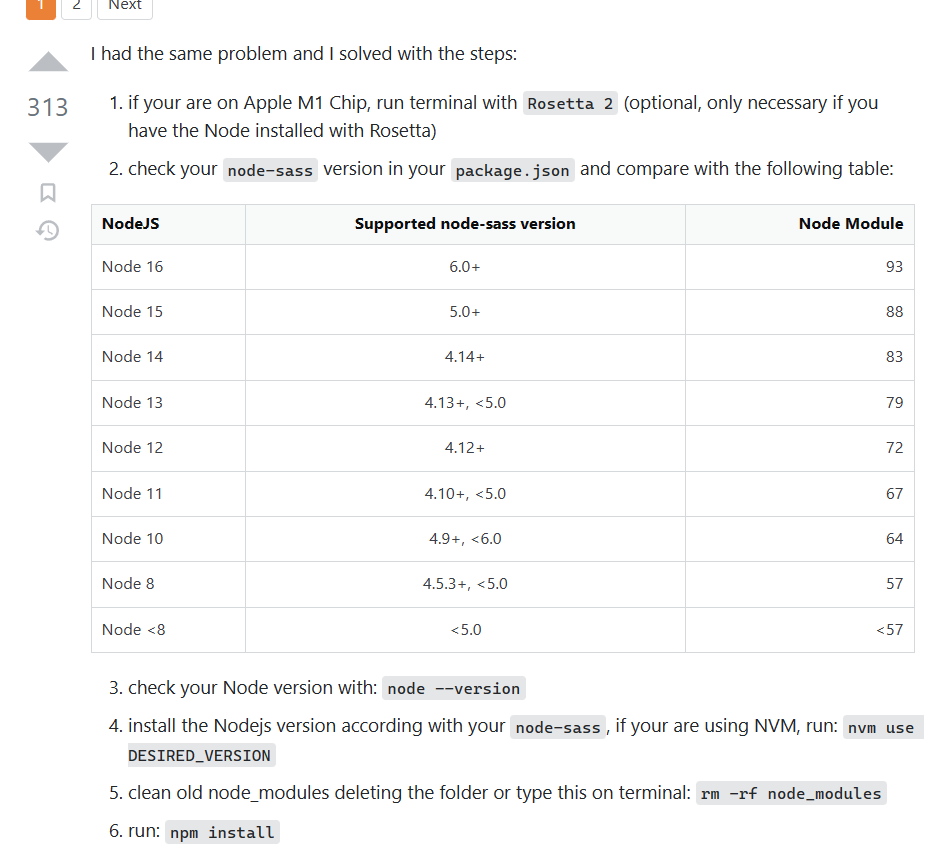 1 2 Next
I had the same problem and I solved with the steps:
313
1. if your are on Apple M1 Chip, run terminal with Rosetta 2 (optional, only necessary if you
have the Node installed with Rosetta)
2. check your node-sass version in your package.json and compare with the following table:
NodeJS Supported node-sass version Node Module
Node 16 6.0+ 93
Node 15 5.0+ 88
Node 14 4.14+ 83
Node 13 4.13+, <5.0 79
Node 12 4.12+ 72
Node 11 4.10+, <5.0 67
Node 10 4.9+, <6.0 64
Node 8 4.5.3+, <5.0 57
Node <8 <5.0 <57
3. check your Node version with: node --version
4. install the Nodejs version according with your node-sass, if your are using NVM, run: nvm use
DESIRED_VERSION
5. clean old node_modules deleting the folder or type this on terminal: rm -rf node_modules
6. run: npm install